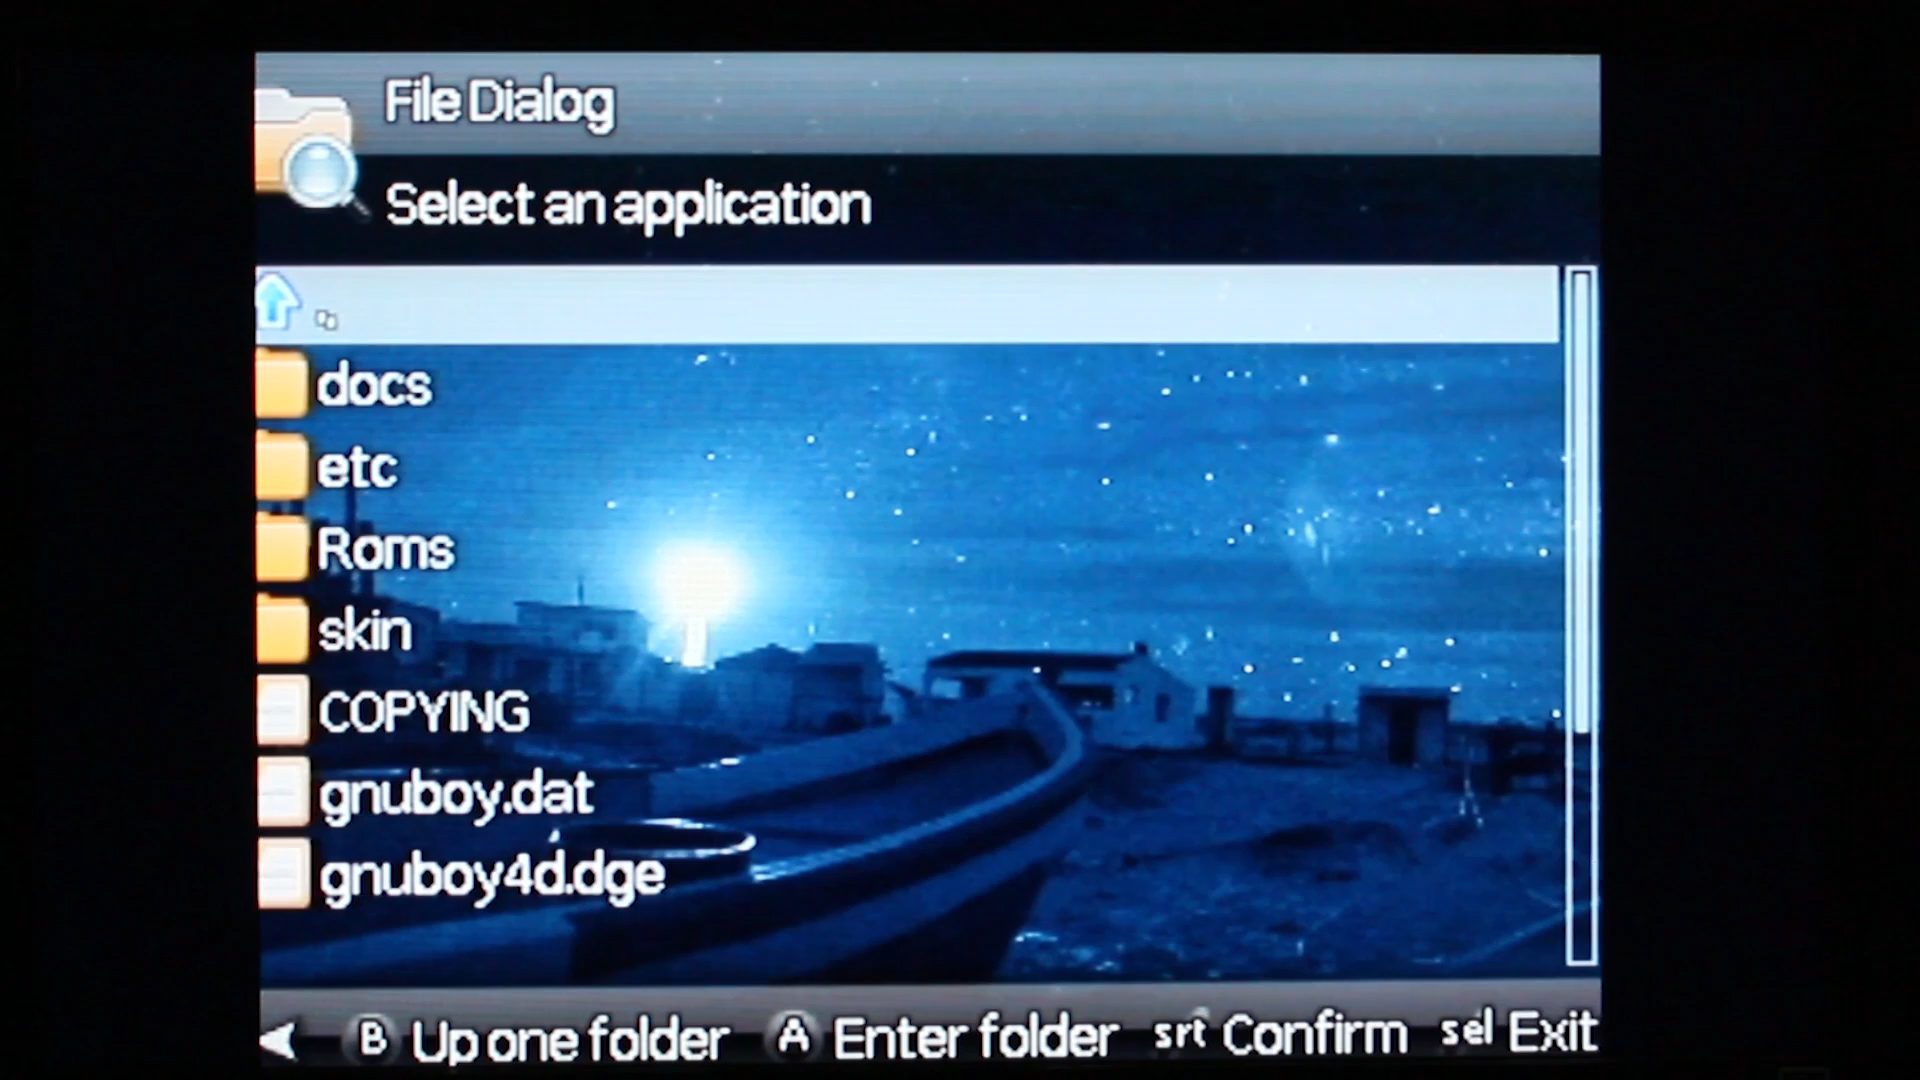 File Dialog
Select an application
..
docs
etc
Roms
skin
COPYING
gnuboy.dat
gnuboy4d.dge
B Up one folder A Enter folder srt Confirm sel Exit